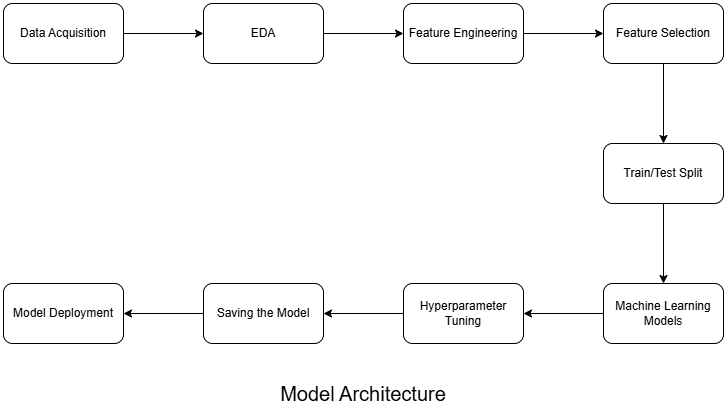 Data Acquisition
EDA
Feature Engineering
Feature Selection
Train/Test Split
Machine Learning
Models
Hyperparameter
Tuning
Saving the Model
Model Deployment
Model Architecture